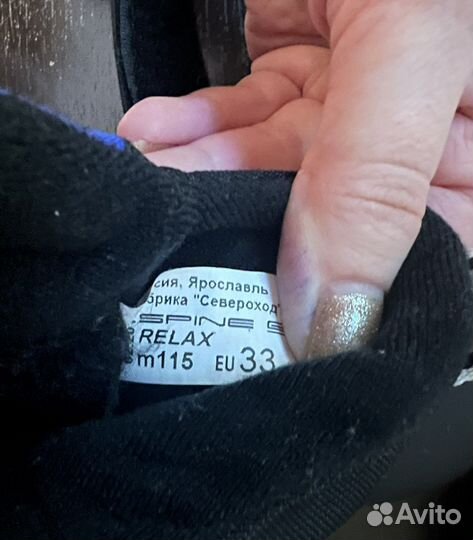 сия, Ярославль
брика "Североход"
SPINE
RELAX
m115 EU 33
Avito